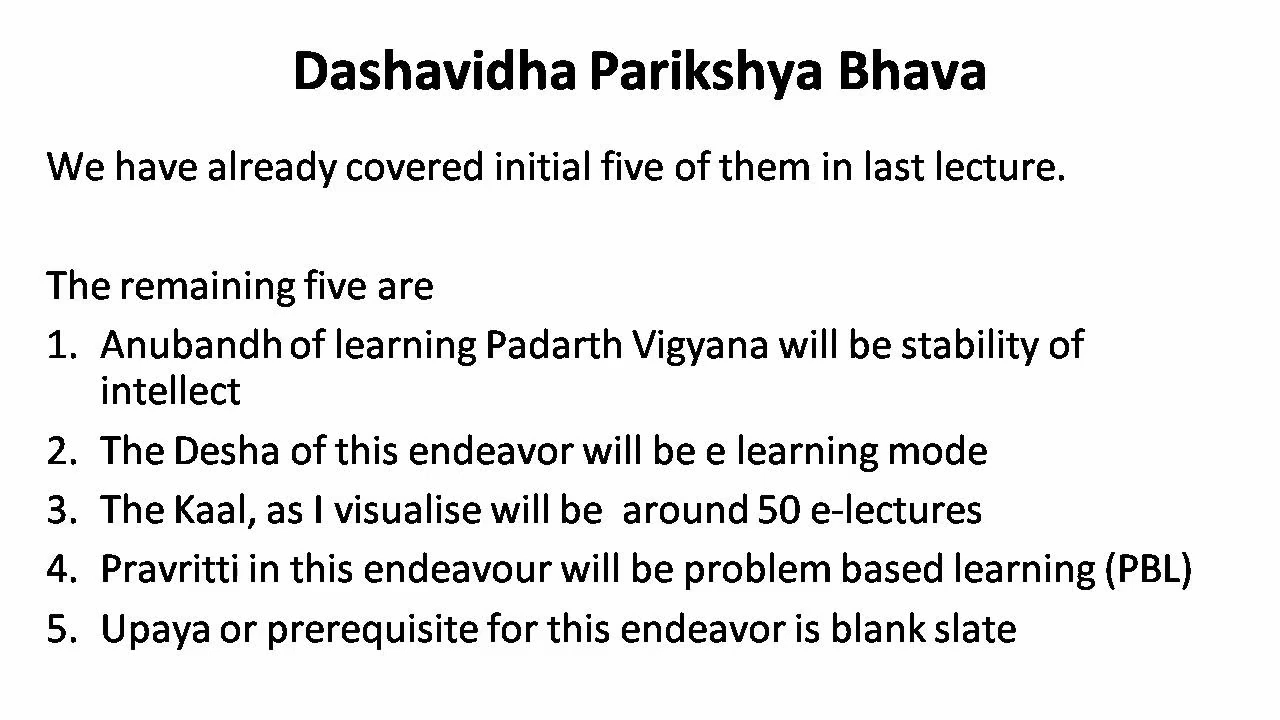 Dashavidha Parikshya Bhava
We have already covered initial five of them in last lecture.
The remaining five are
1. Anubandh of learning Padarth Vigyana will be stability of
intellect
2. The Desha of this endeavor will be e learning mode
3. The Kaal, as I visualise will be around 50 e-lectures
4. Pravritti in this endeavour will be problem based learning (PBL)
5. Upaya or prerequisite for this endeavor is blank slate